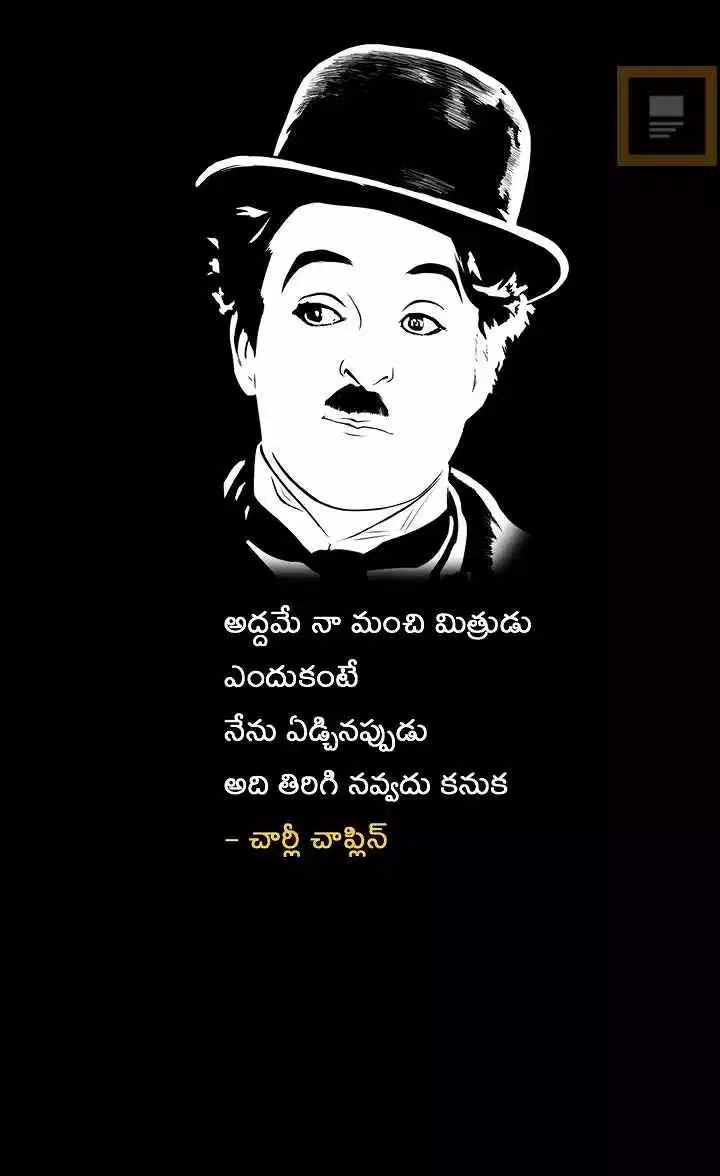 అద్దమే నా మంచి మిత్రుడు
ఎందుకంటే
నేను ఏడ్చినప్పుడు
అది తిరిగి నవ్వదు కనుక
– చార్లీ చాప్లిన్